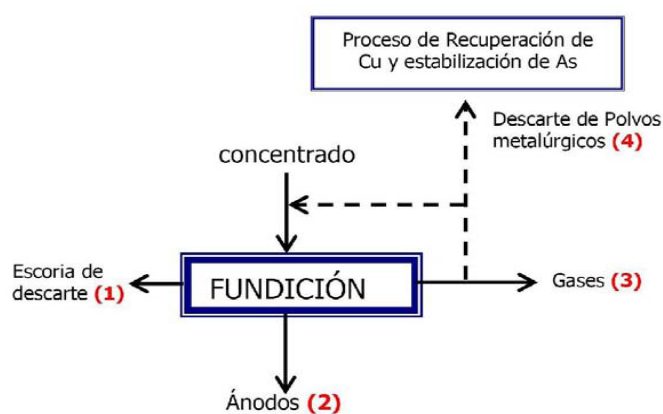 Proceso de Recuperación de
Cu y estabilización de As
Descarte de Polvos
metalúrgicos (4)
concentrado
Escoria de
descarte (1)
FUNDICIÓN
Gases (3)
Ánodos (2)